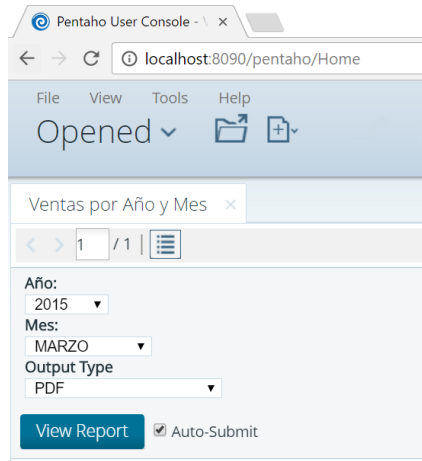 Pentaho User Console - \
localhost:8090/pentaho/Home
File View Tools Help
Opened
Ventas por Año y Mes
1 / 1
Año:
2015
Mes:
MARZO
Output Type
PDF
View Report Auto-Submit